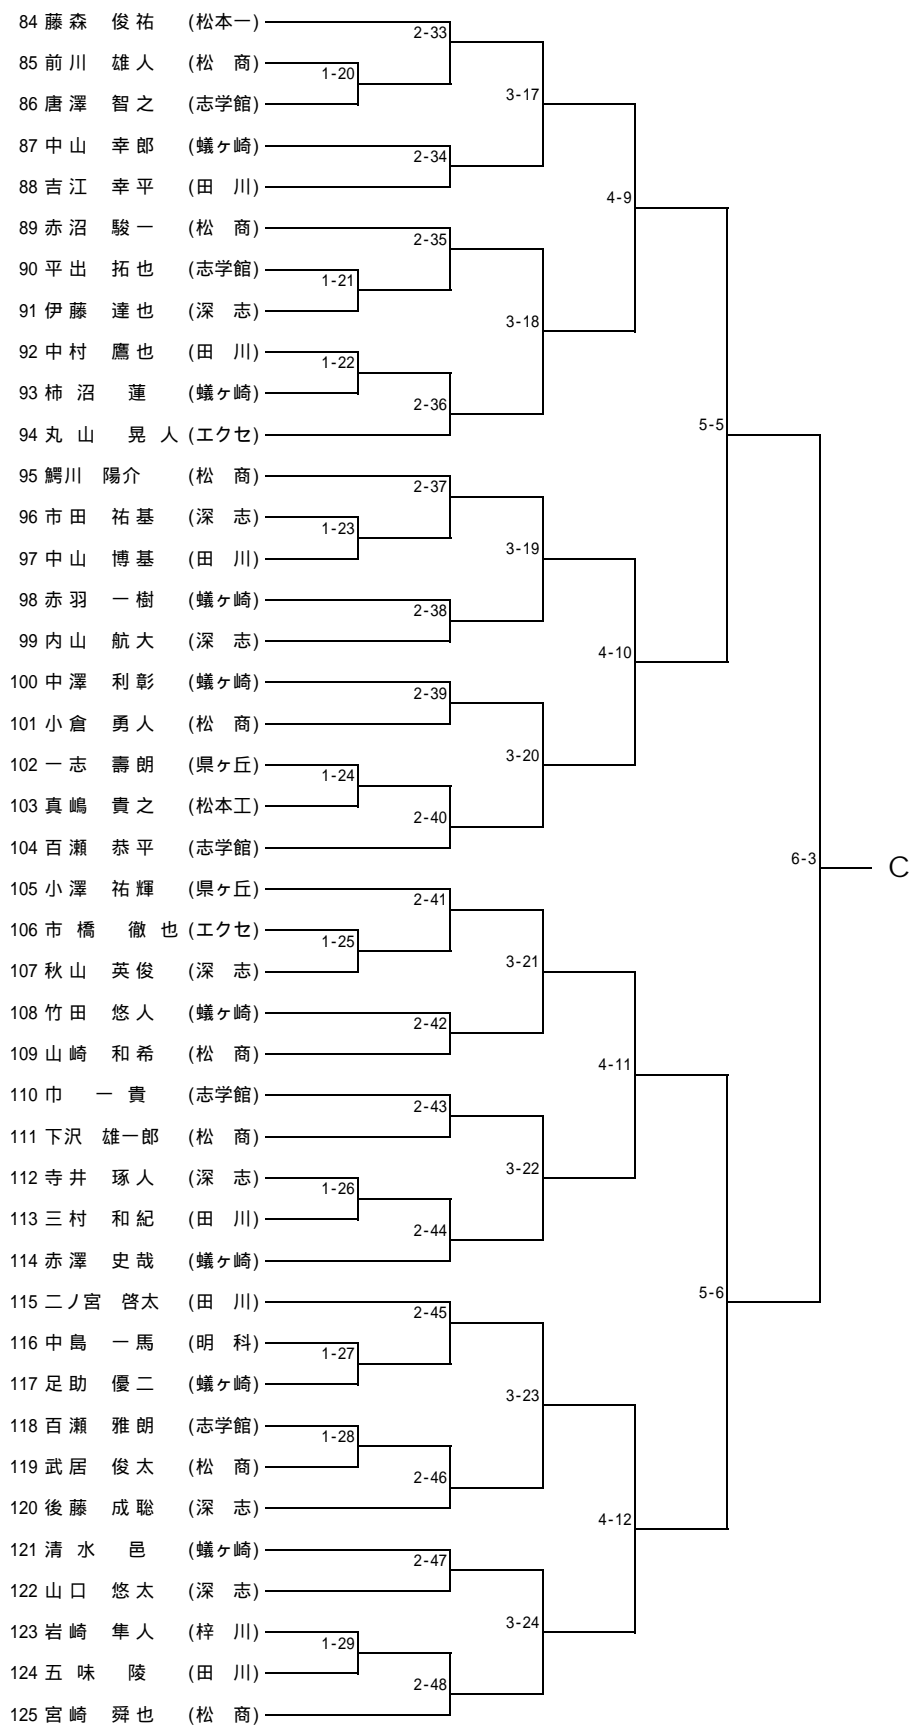 84 藤森 俊祐 (松本一)
2-33
85 前川 雄人 (松 商)
1-20
3-17
86 唐澤 智之 (志学館)
87 中山 幸郎 (蟻ヶ崎)
2-34
88 吉江 幸平 (田 川)
4-9
89 赤沼 駿一 (松 商)
2-35
90 平出 拓也 (志学館)
1-21
91 伊藤 達也 (深 志)
3-18
92 中村 鷹也 (田 川)
1-22
93 柿沼 蓮 (蟻ヶ崎)
2-36
5-5
94 丸山 晃人 (エクセ)
95 鰐川 陽介 (松 商)
2-37
96 市田 祐基 (深 志)
1-23
3-19
97 中山 博基 (田 川)
98 赤羽 一樹 (蟻ヶ崎)
2-38
99 内山 航大 (深 志)
4-10
100 中澤 利彰 (蟻ヶ崎)
2-39
101 小倉 勇人 (松 商)
3-20
102 一志 壽朗 (県ヶ丘)
1-24
103 真嶋 貴之 (松本工)
2-40
104 百瀬 恭平 (志学館)
6-3
C
105 小澤 祐輝 (県ヶ丘)
2-41
106 市橋 徹也 (エクセ)
1-25
3-21
107 秋山 英俊 (深 志)
108 竹田 悠人 (蟻ヶ崎)
2-42
109 山崎 和希 (松 商)
4-11
110 巾 一貴 (志学館)
2-43
111 下沢 雄一郎 (松 商)
3-22
112 寺井 琢人 (深 志)
1-26
113 三村 和紀 (田 川)
2-44
114 赤澤 史哉 (蟻ヶ崎)
5-6
115 二ノ宮 啓太 (田 川)
2-45
116 中島 一馬 (明 科)
1-27
117 足助 優二 (蟻ヶ崎)
3-23
118 百瀬 雅朗 (志学館)
1-28
119 武居 俊太 (松 商)
2-46
120 後藤 成聡 (深 志)
4-12
121 清水 邑 (蟻ヶ崎)
2-47
122 山口 悠太 (深 志)
3-24
123 岩崎 隼人 (梓 川)
1-29
124 五味 陵 (田 川)
2-48
125 宮崎 舜也 (松 商)